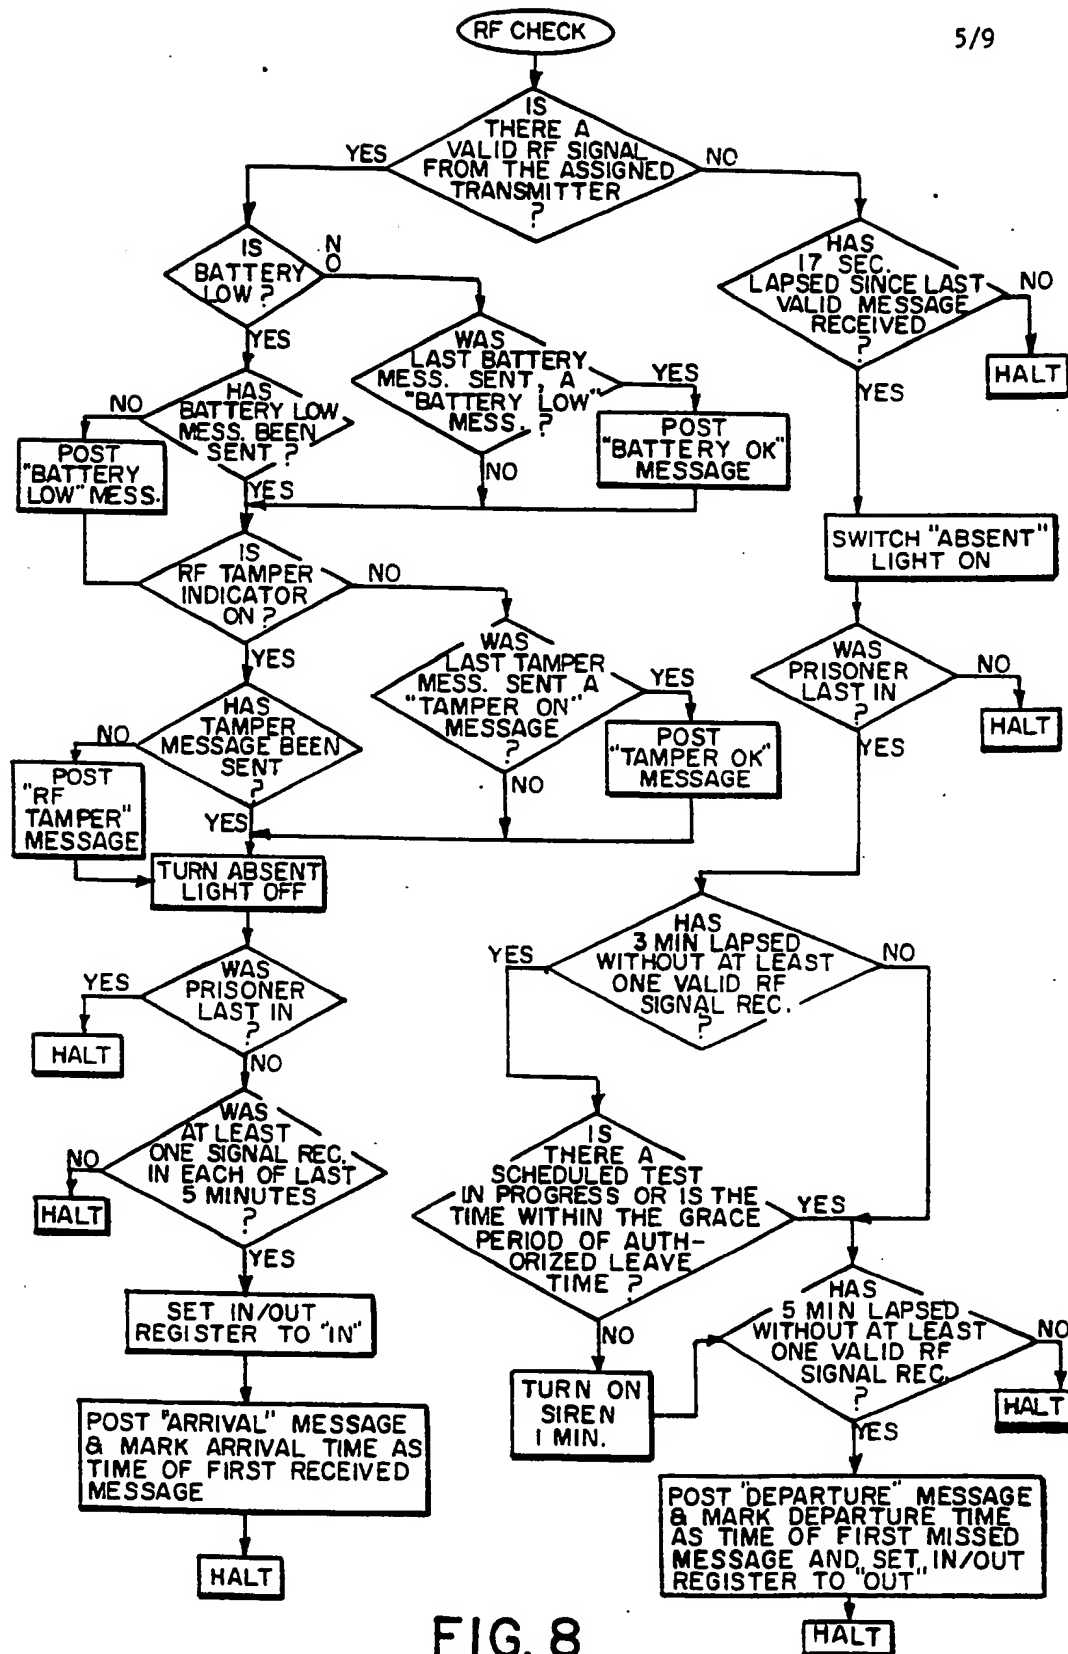 RF CHECK
5/9
IS
THERE A
VALID RF SIGNAL
FROM THE ASSIGNED
TRANSMITTER
?
YES
NO
IS
BATTERY
LOW ?
N
O
YES
HAS
17 SEC.
LAPSED SINCE LAST
VALID MESSAGE
RECEIVED
?
NO
HALT
YES
WAS
LAST BATTERY
MESS. SENT, A
"BATTERY LOW"
MESS.
?
YES
NO
POST
"BATTERY OK"
MESSAGE
HAS
BATTERY LOW
MESS. BEEN
SENT ?
NO
YES
POST
"BATTERY
LOW" MESS.
SWITCH "ABSENT"
LIGHT ON
IS
RF TAMPER
INDICATOR
ON ?
NO
YES
WAS
LAST TAMPER
MESS. SENT A
"TAMPER ON"
MESSAGE
?
YES
NO
POST
"TAMPER OK"
MESSAGE
WAS
PRISONER
LAST IN
?
NO
HALT
YES
HAS
TAMPER
MESSAGE BEEN
SENT
?
NO
YES
POST
"RF
TAMPER"
MESSAGE
TURN ABSENT
LIGHT OFF
WAS
PRISONER
LAST IN
?
YES
HALT
NO
HAS
3 MIN LAPSED
WITHOUT AT LEAST
ONE VALID RF
SIGNAL REC.
?
YES
NO
WAS
AT LEAST
ONE SIGNAL REC.
IN EACH OF LAST
5 MINUTES
?
NO
HALT
YES
IS
THERE A
SCHEDULED TEST
IN PROGRESS OR IS THE
TIME WITHIN THE GRACE
PERIOD OF AUTH-
ORIZED LEAVE
TIME ?
YES
NO
SET IN/OUT
REGISTER TO "IN"
HAS
5 MIN LAPSED
WITHOUT AT LEAST
ONE VALID RF
SIGNAL REC.
?
NO
HALT
YES
TURN ON
SIREN
1 MIN.
POST "ARRIVAL" MESSAGE
& MARK ARRIVAL TIME AS
TIME OF FIRST RECEIVED
MESSAGE
HALT
POST "DEPARTURE" MESSAGE
& MARK DEPARTURE TIME
AS TIME OF FIRST MISSED
MESSAGE AND SET IN/OUT
REGISTER TO "OUT"
HALT
FIG. 8